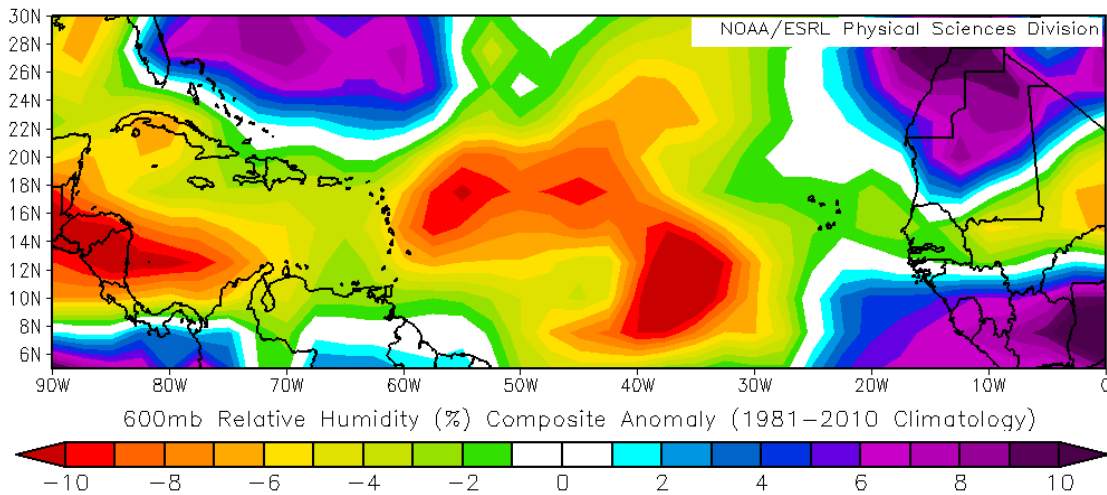 30N
NOAA/ESRL Physical Sciences Division
28N
26N
24N
22N
20N
18N
16N
14N
12N
10N
8N
6N
90W 80W 70W 60W 50W 40W 30W 20W 10W 0
600mb Relative Humidity (%) Composite Anomaly (1981−2010 Climatology)
−10 −8 −6 −4 −2 0 2 4 6 8 10